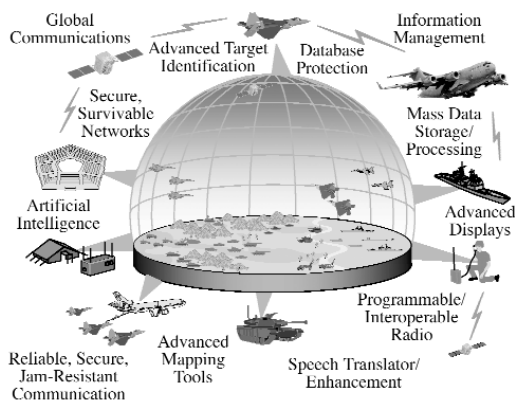 Global
Communications
Advanced Target
Identification
Database
Protection
Information
Management
Secure,
Survivable
Networks
Mass Data
Storage/
Processing
Artificial
Intelligence
Advanced
Displays
Programmable/
Interoperable
Radio
Reliable, Secure,
Jam-Resistant
Communication
Advanced
Mapping
Tools
Speech Translator/
Enhancement